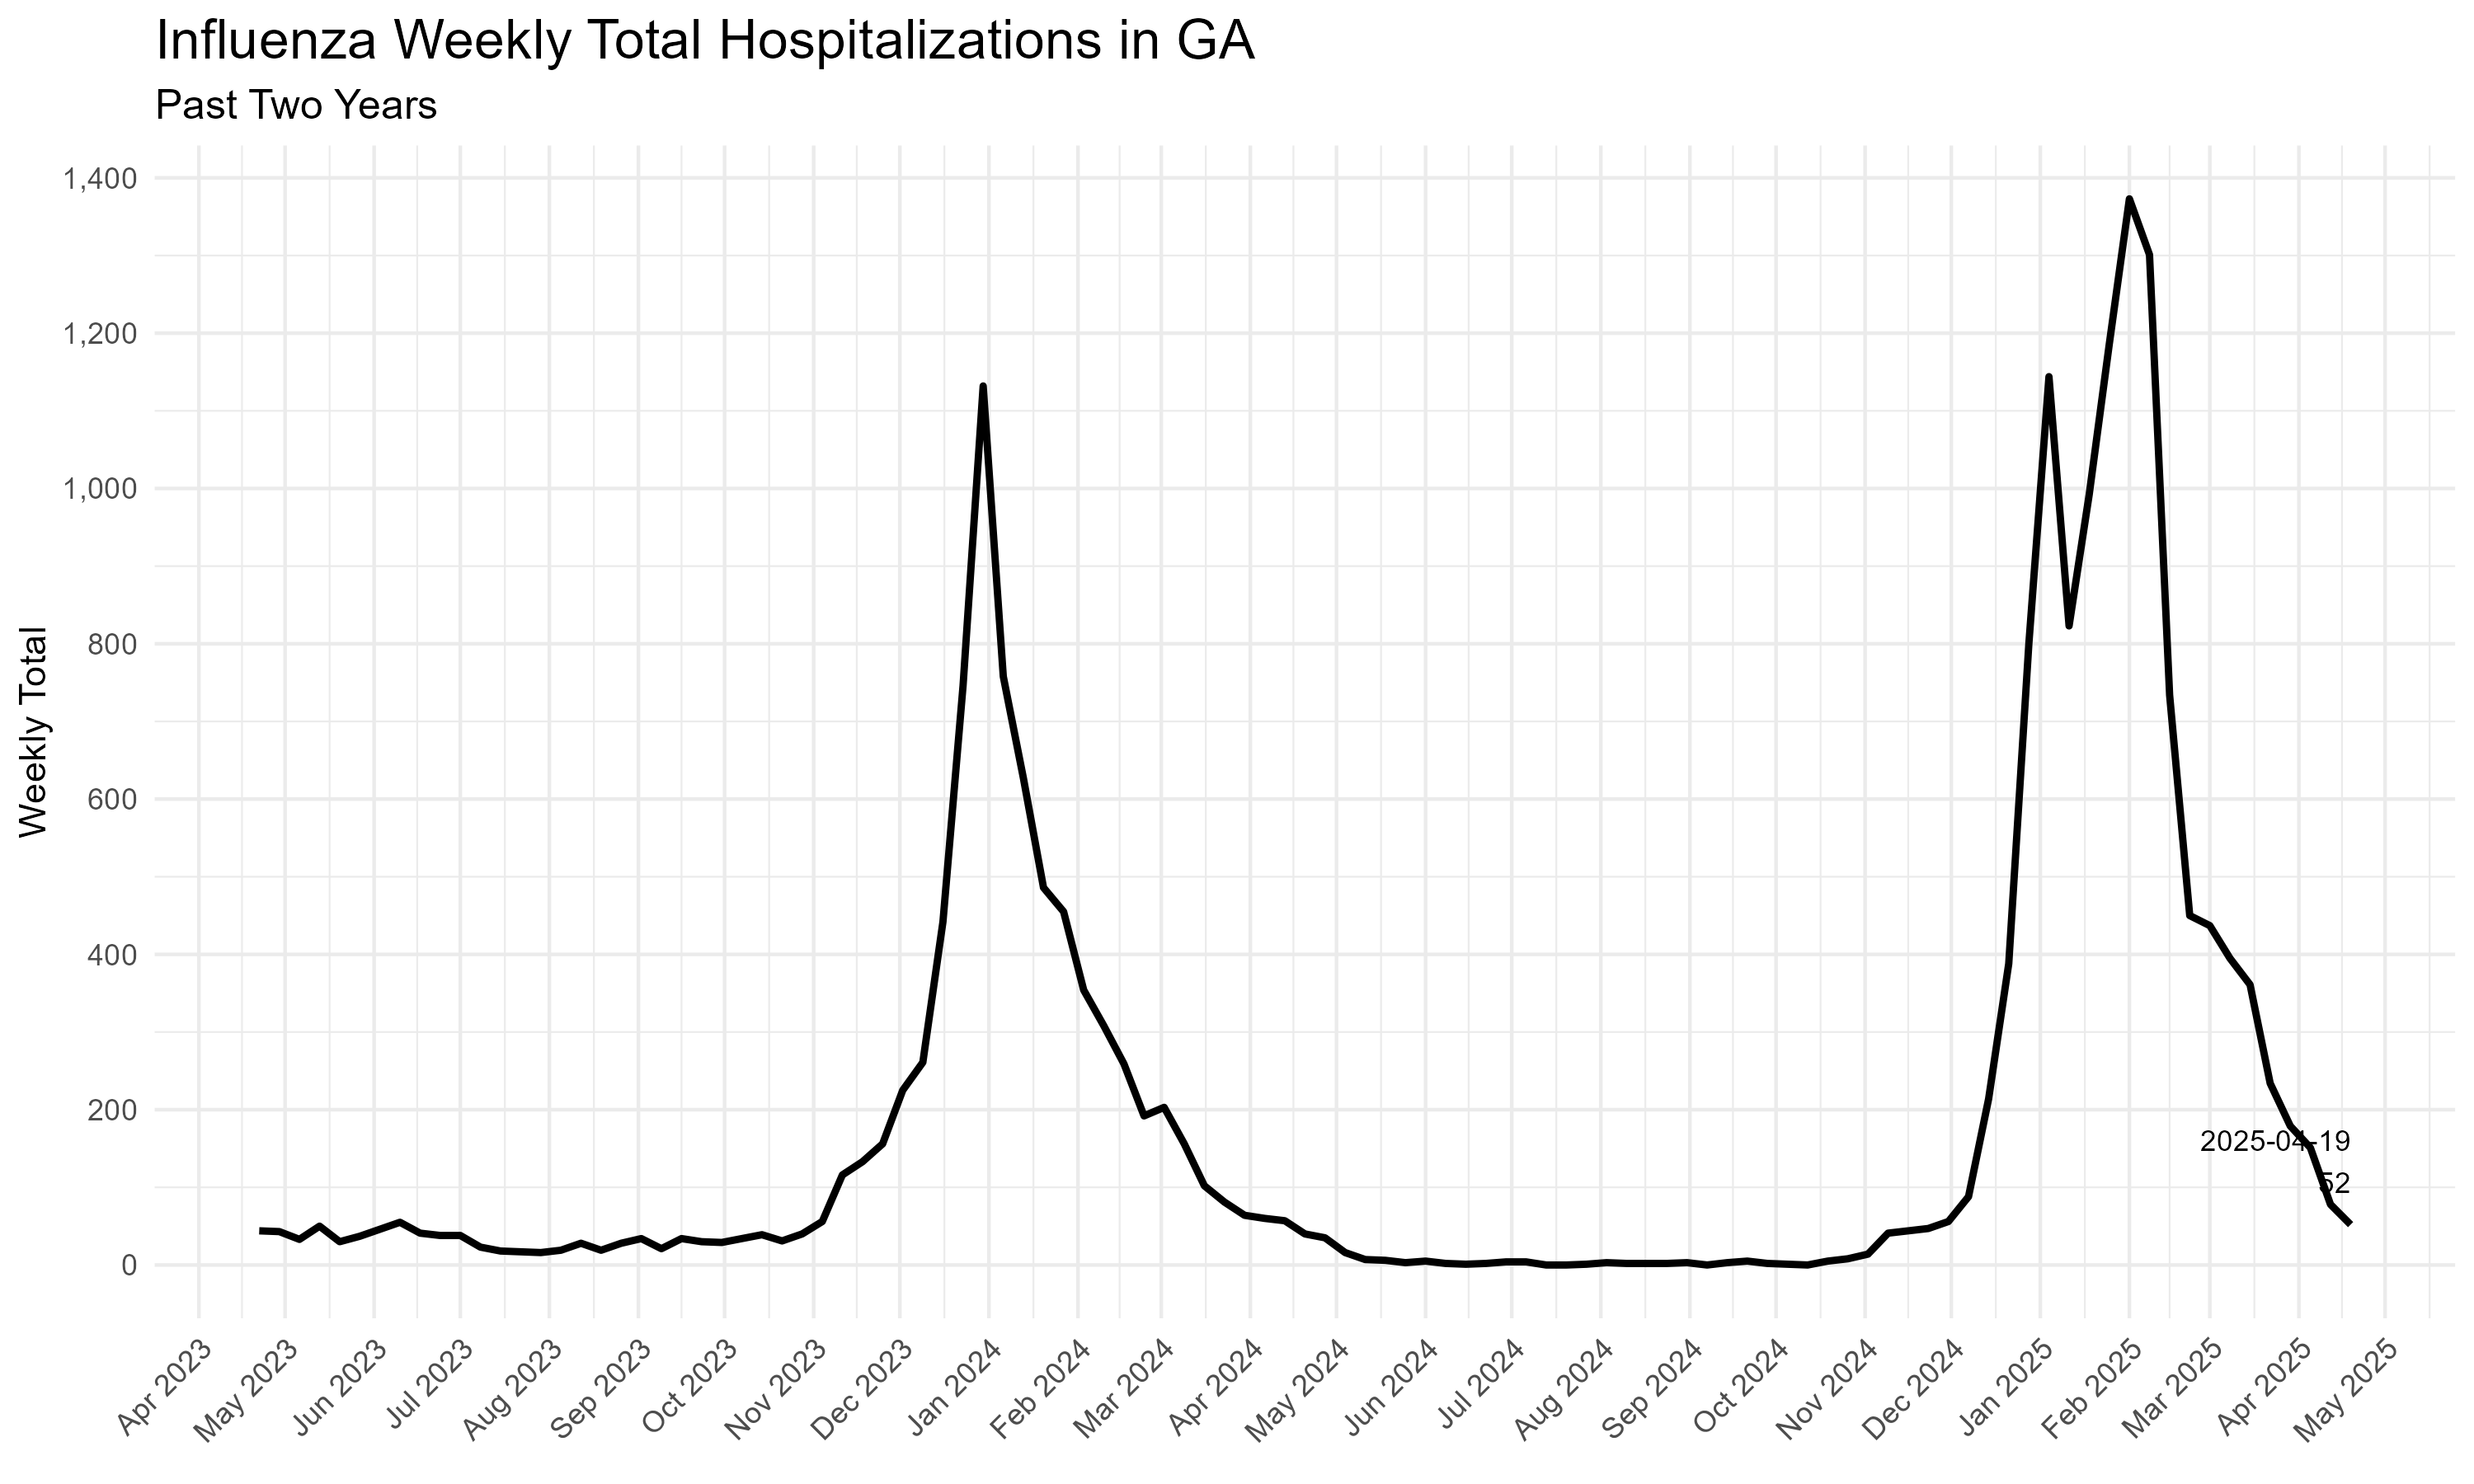 Influenza Weekly Total Hospitalizations in GA
Past Two Years
Weekly Total
1,400
1,200
1,000
800
600
400
200
0
2025-04-19
52
Apr 2023
May 2023
Jun 2023
Jul 2023
Aug 2023
Sep 2023
Oct 2023
Nov 2023
Dec 2023
Jan 2024
Feb 2024
Mar 2024
Apr 2024
May 2024
Jun 2024
Jul 2024
Aug 2024
Sep 2024
Oct 2024
Nov 2024
Dec 2024
Jan 2025
Feb 2025
Mar 2025
Apr 2025
May 2025